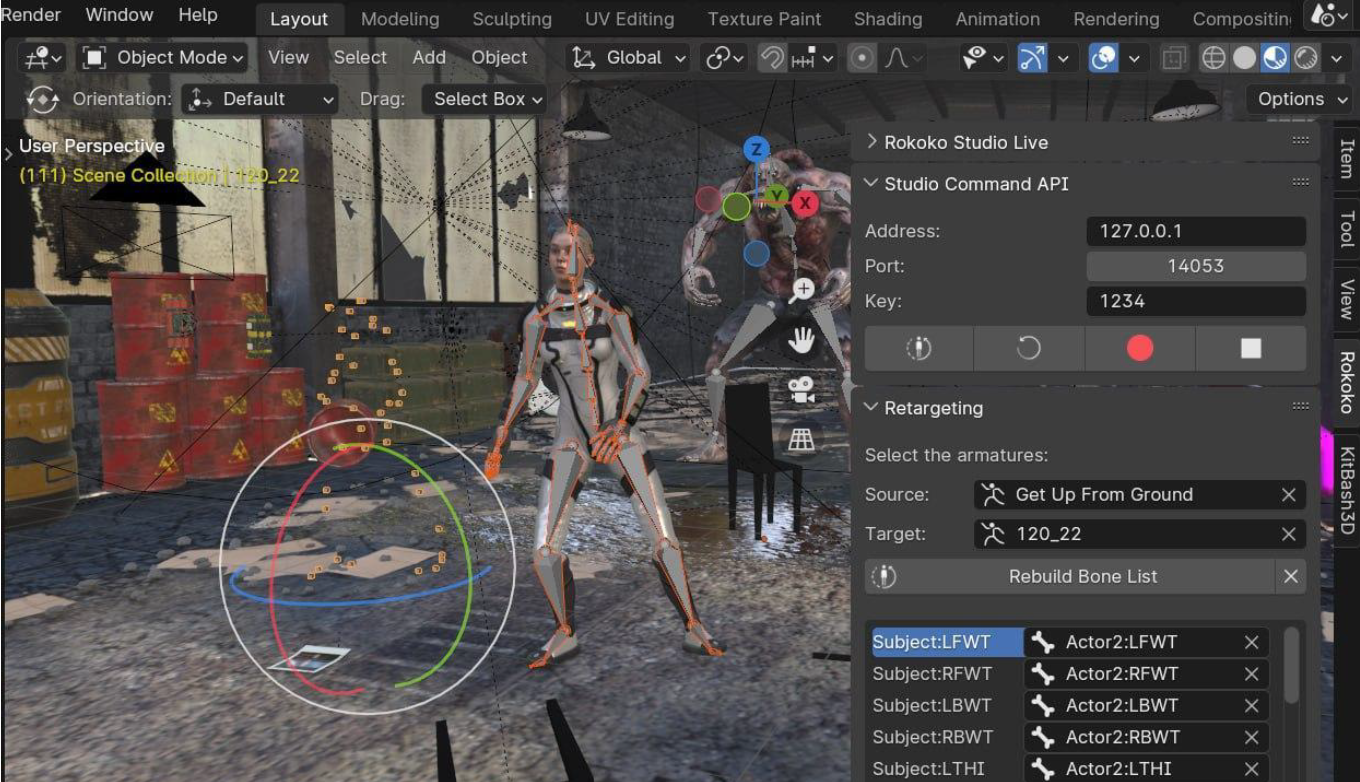 Render Window Help Layout Modeling Sculpting UV Editing Texture Paint Shading Animation Rendering
Object Mode View Select Add Object Global
Orientation: Default Drag: Select Box Options
User Perspective
(111) Scene Collection | 120_22
Z
Y
X
Rokoko Studio Live
Studio Command API
Address: 127.0.0.1
Port: 14053
Key: 1234
Retargeting
Select the armatures:
Source: Get Up From Ground
Target: 120_22
Rebuild Bone List
Subject:LFWT Actor2:LFWT
Subject:RFWT Actor2:RFWT
Subject:LBWT Actor2:LBWT
Subject:RBWT Actor2:RBWT
Subject:LTHI Actor2:LTHI
Item
Tool
View
Rokoko
KitBash3D